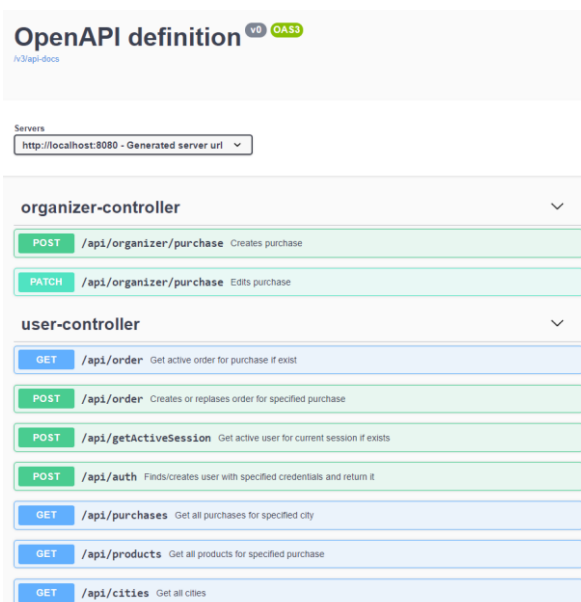 OpenAPI definition v0 OAS3
/v3/api-docs
Servers
http://localhost:8080 - Generated server url
organizer-controller
POST /api/organizer/purchase Creates purchase
PATCH /api/organizer/purchase Edits purchase
user-controller
GET /api/order Get active order for purchase if exist
POST /api/order Creates or replases order for specified purchase
POST /api/getActiveSession Get active user for current session if exists
POST /api/auth Finds/creates user with specified credentials and return it
GET /api/purchases Get all purchases for specified city
GET /api/products Get all products for specified purchase
GET /api/cities Get all cities